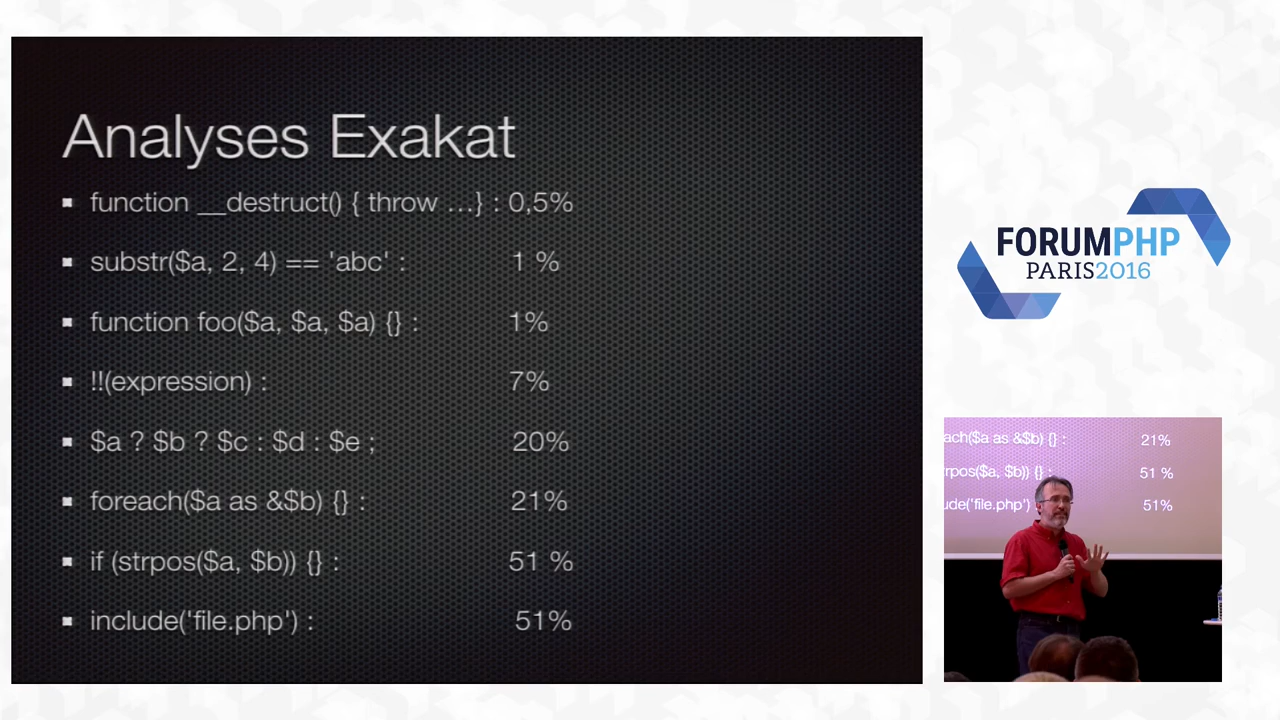 Analyses Exakat
function __destruct() { throw …} : 0,5%
substr($a, 2, 4) == 'abc' : 1 %
function foo($a, $a, $a) {} : 1%
!!(expression) : 7%
$a ? $b ? $c : $d : $e ; 20%
foreach($a as &$b) {} : 21%
if (strpos($a, $b)) {} : 51 %
include('file.php') : 51%
FORUMPHP
PARIS2016
ach($a as &$b) {} : 21%
rpos($a, $b)) {} : 51 %
ude('file.php') : 51%